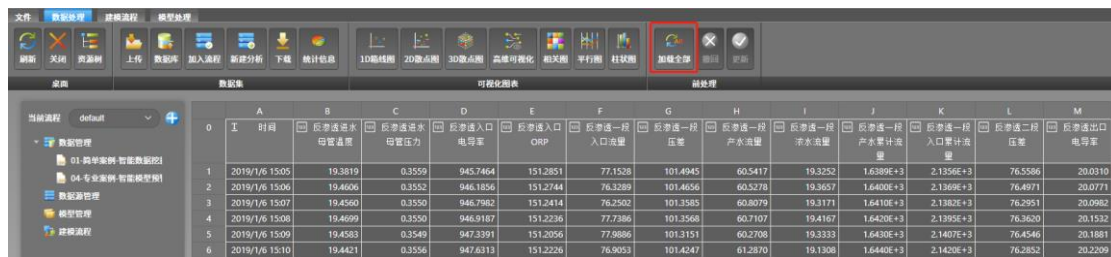 文件 数据处理 建模流程 模型处理
刷新 关闭 资源树 上传 数据库 加入流程 新建分析 下载 统计信息 1D箱线图 2D散点图 3D散点图 高维可视化 相关图 平行图 柱状图 加载全部 撤回 更新
桌面 数据集 可视化图表 前处理
当前流程 default
数据管理
01-简单案例-智能数据挖
04-专业案例-智能模型预
数据源管理
模型管理
建模流程
A B C D E F G H I J K L M
0 时间 反渗透进水母管温度 反渗透进水母管压力 反渗透入口电导率 反渗透入口ORP 反渗透一段入口流量 反渗透一段压差 反渗透一段产水流量 反渗透一段浓水流量 反渗透一段产水累计流量 反渗透一段入口累计流量 反渗透二段压差 反渗透出口电导率
1 2019/1/6 15:05 19.3819 0.3559 945.7464 151.2851 77.1528 101.4945 60.5417 19.3252 1.6389E+3 2.1356E+3 76.5586 20.0310
2 2019/1/6 15:06 19.4606 0.3552 946.1856 151.2744 76.3289 101.4656 60.5278 19.3657 1.6400E+3 2.1369E+3 76.4971 20.0771
3 2019/1/6 15:07 19.4560 0.3550 946.7982 151.2414 76.2502 101.3585 60.8079 19.3171 1.6410E+3 2.1382E+3 76.2951 20.0982
4 2019/1/6 15:08 19.4699 0.3550 946.9187 151.2236 77.7386 101.3568 60.7107 19.4167 1.6420E+3 2.1395E+3 76.3620 20.1532
5 2019/1/6 15:09 19.4583 0.3549 947.3391 151.2056 77.9886 101.3151 60.2708 19.3333 1.6430E+3 2.1407E+3 76.4546 20.1881
6 2019/1/6 15:10 19.4421 0.3556 947.6313 151.2226 76.9053 101.4247 61.2870 19.1308 1.6440E+3 2.1420E+3 76.2852 20.2209